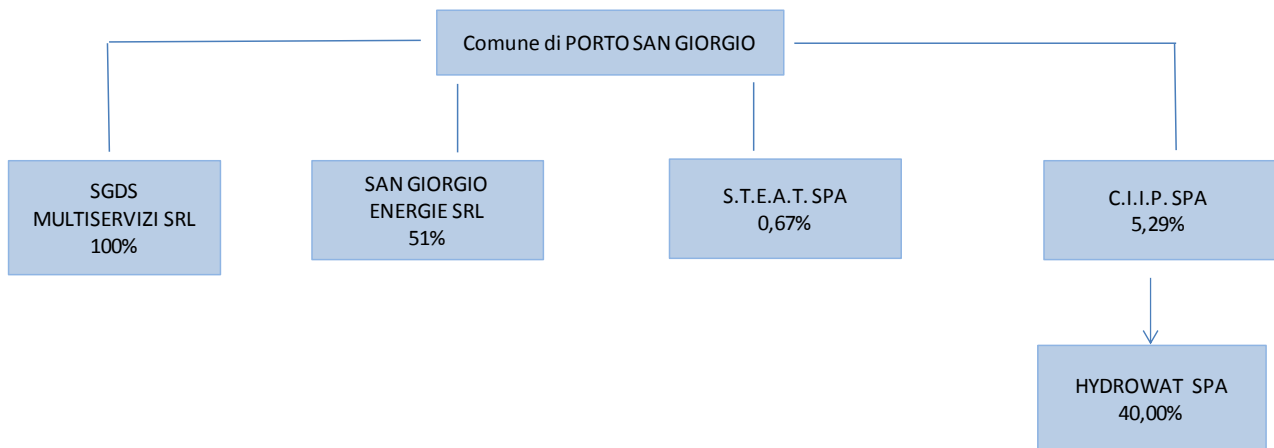 Comune di PORTO SAN GIORGIO
SGDS
MULTISERVIZI SRL
100%
SAN GIORGIO
ENERGIE SRL
51%
S.T.E.A.T. SPA
0,67%
C.I.I.P. SPA
5,29%
HYDROWAT SPA
40,00%